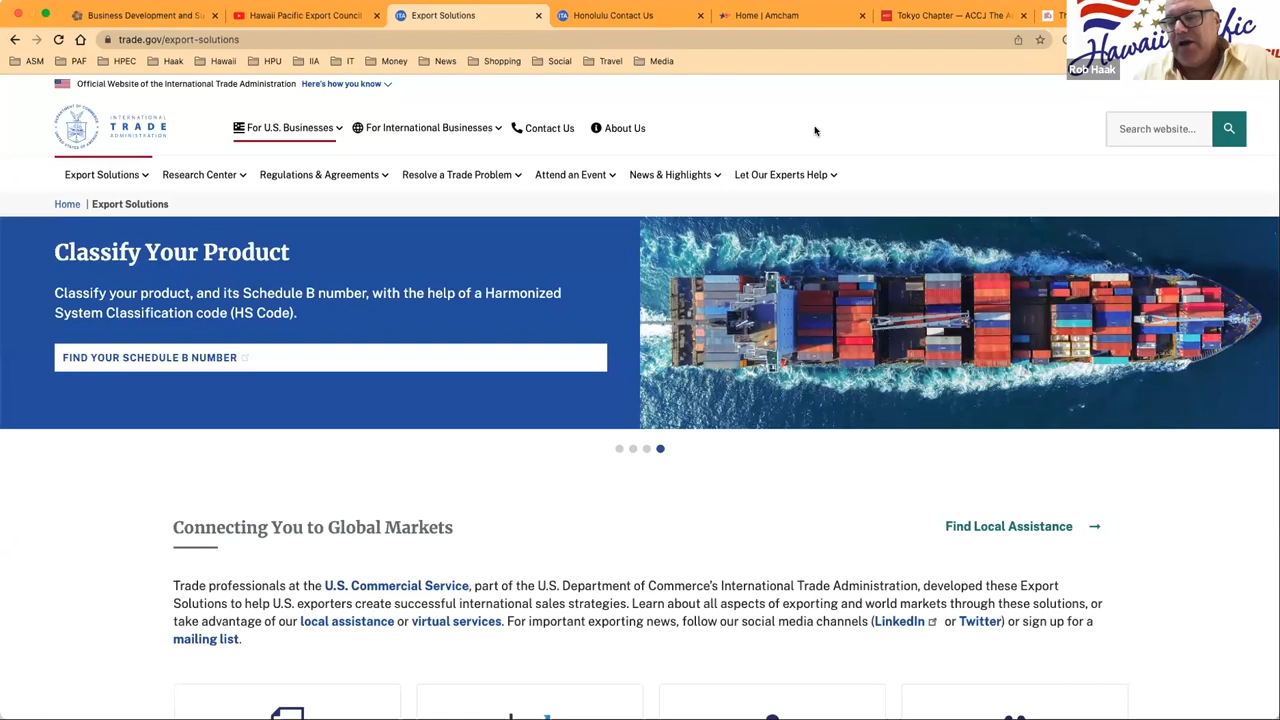 Business Development and Su
Hawaii Pacific Export Council
Export Solutions
Honolulu Contact Us
Home | Amcham
Tokyo Chapter — ACCJ The A
Th
trade.gov/export-solutions
ASM
PAF
HPEC
Haak
Hawaii
HPU
IIA
IT
Money
News
Shopping
Social
Travel
Media
Hawaii Pacific
Rob Haak
Official Website of the International Trade Administration Here's how you know
INTERNATIONAL
TRADE
ADMINISTRATION
For U.S. Businesses
For International Businesses
Contact Us
About Us
Search website...
Export Solutions
Research Center
Regulations & Agreements
Resolve a Trade Problem
Attend an Event
News & Highlights
Let Our Experts Help
Home | Export Solutions
Classify Your Product
Classify your product, and its Schedule B number, with the help of a Harmonized
System Classification code (HS Code).
FIND YOUR SCHEDULE B NUMBER
Connecting You to Global Markets
Find Local Assistance
Trade professionals at the U.S. Commercial Service, part of the U.S. Department of Commerce's International Trade Administration, developed these Export
Solutions to help U.S. exporters create successful international sales strategies. Learn about all aspects of exporting and world markets through these solutions, or
take advantage of our local assistance or virtual services. For important exporting news, follow our social media channels (LinkedIn or Twitter) or sign up for a
mailing list.